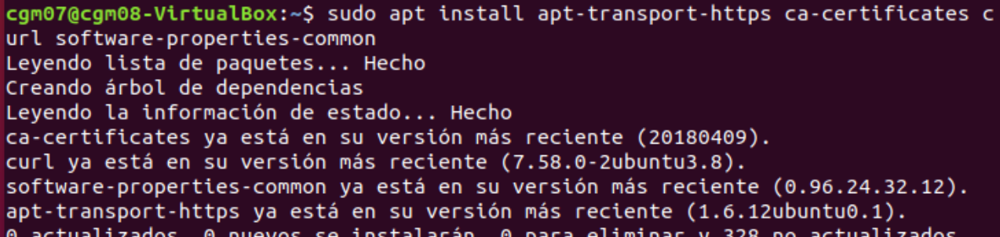 cgm07@cgm08-VirtualBox:~$ sudo apt install apt-transport-https ca-certificates c
url software-properties-common
Leyendo lista de paquetes... Hecho
Creando árbol de dependencias
Leyendo la información de estado... Hecho
ca-certificates ya está en su versión más reciente (20180409).
curl ya está en su versión más reciente (7.58.0-2ubuntu3.8).
software-properties-common ya está en su versión más reciente (0.96.24.32.12).
apt-transport-https ya está en su versión más reciente (1.6.12ubuntu0.1).
0 actualizados, 0 nuevos se instalarán, 0 para eliminar y 328 no actualizados.